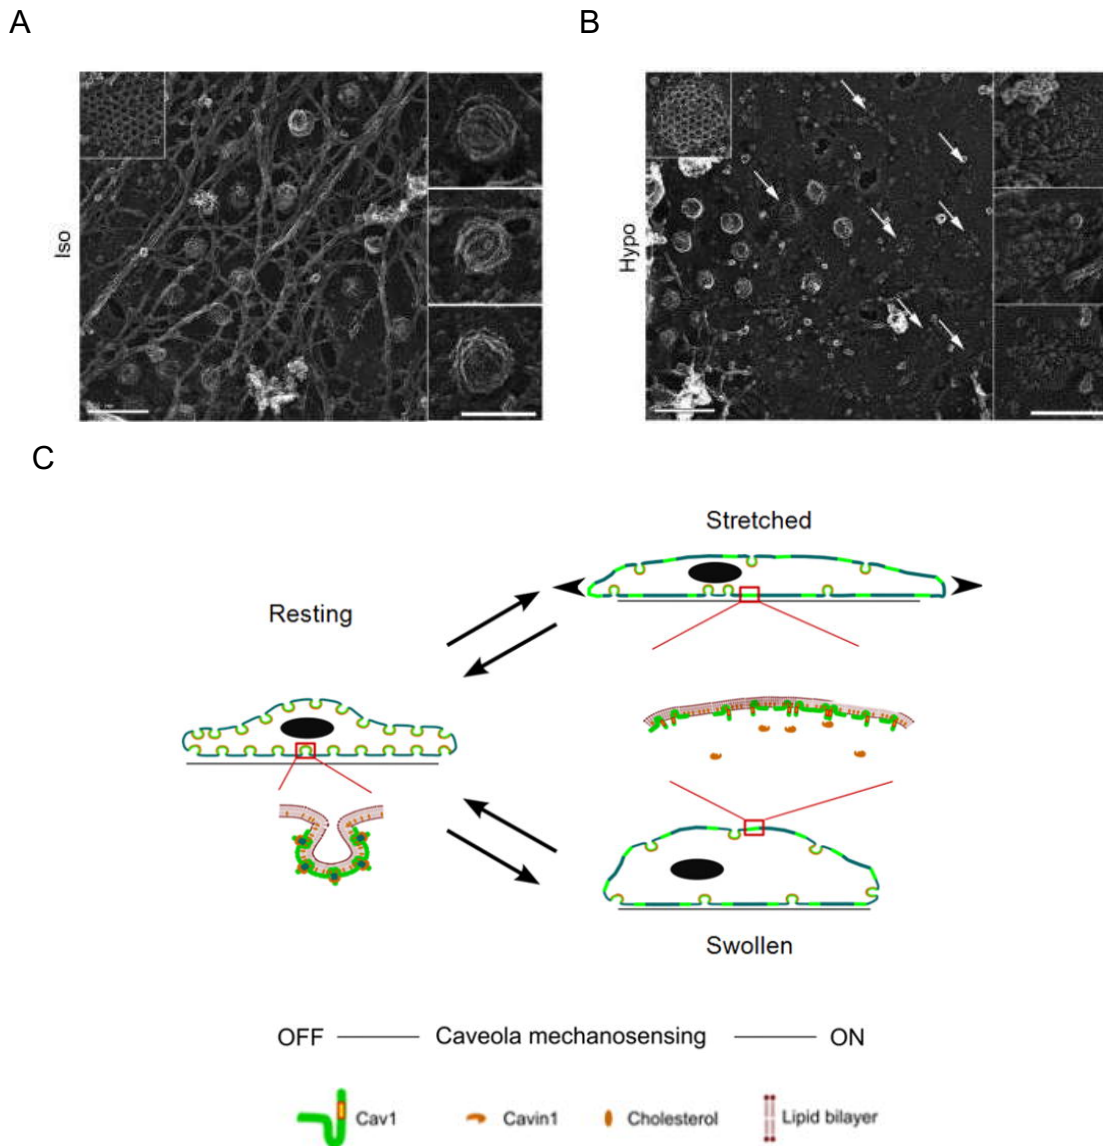 A
B
Iso
Hypo
C
Stretched
Resting
Swollen
OFF Caveola mechanosensing ON
Cav1 Cavin1 Cholesterol Lipid bilayer